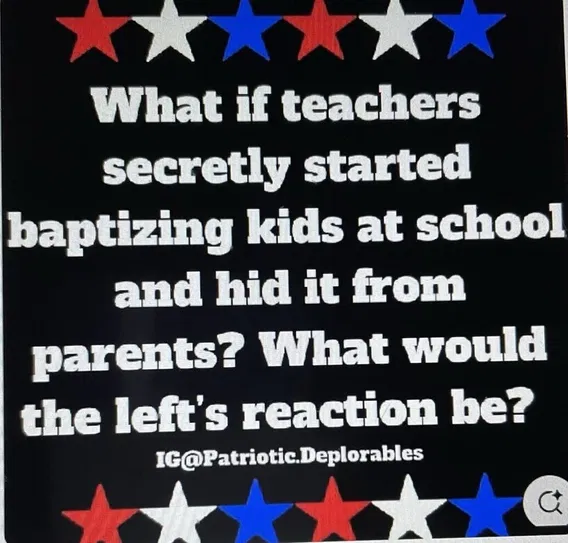 What if teachers
secretly started
baptizing kids at school
and hid it from
parents? What would
the left's reaction be?
IG@Patriotic.Deplorables